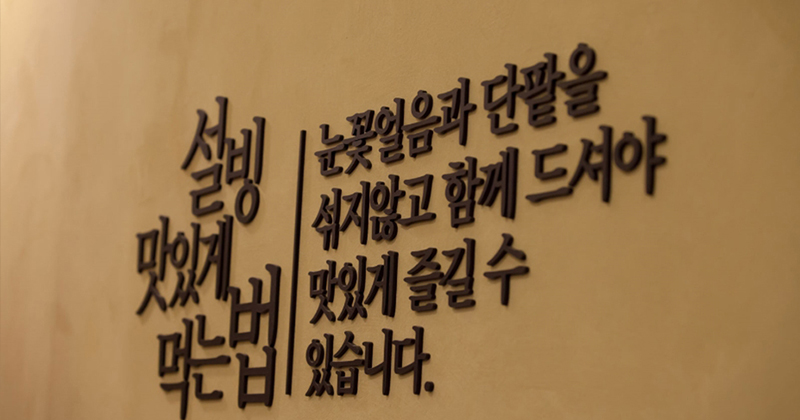 설빙
맛있게
먹는법
눈꽃얼음과 단팥을
섞지않고 함께 드셔야
맛있게 즐길 수
있습니다.